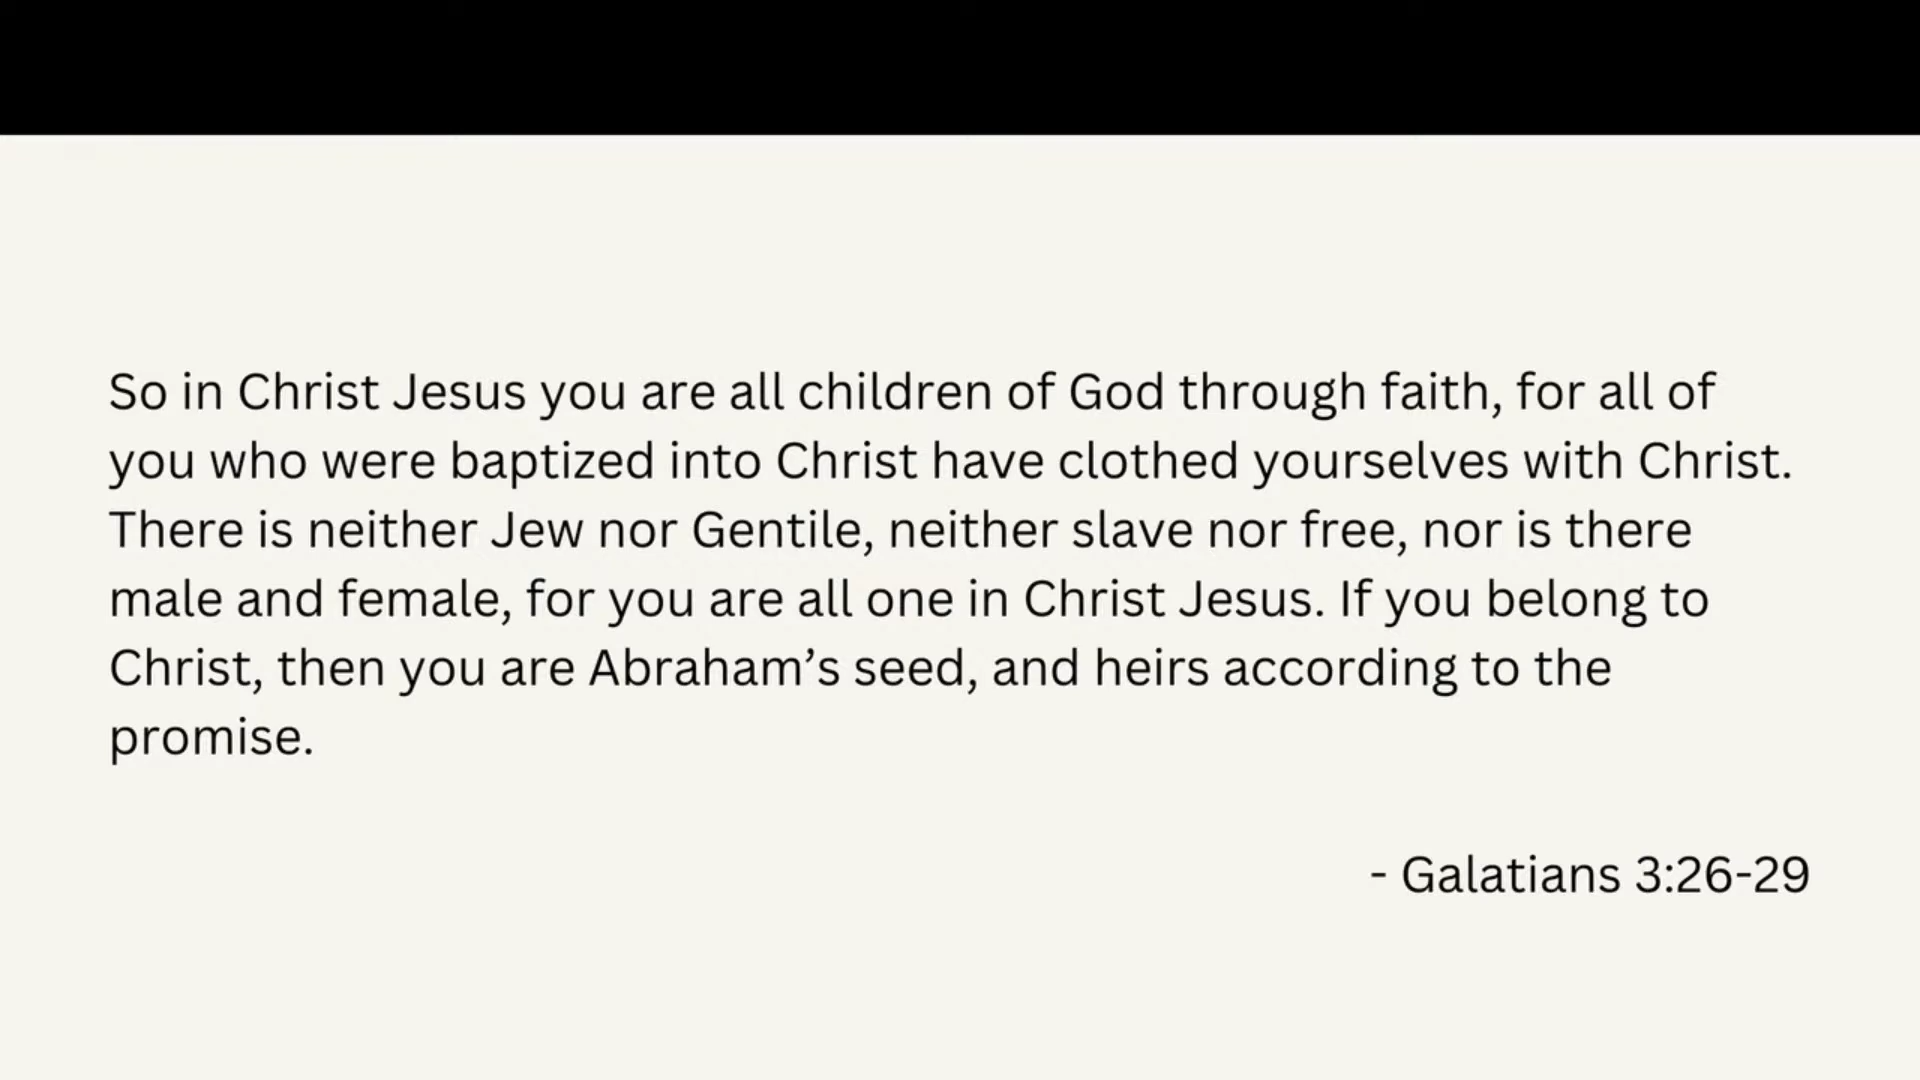 So in Christ Jesus you are all children of God through faith, for all of
you who were baptized into Christ have clothed yourselves with Christ.
There is neither Jew nor Gentile, neither slave nor free, nor is there
male and female, for you are all one in Christ Jesus. If you belong to
Christ, then you are Abraham’s seed, and heirs according to the
promise.
- Galatians 3:26-29